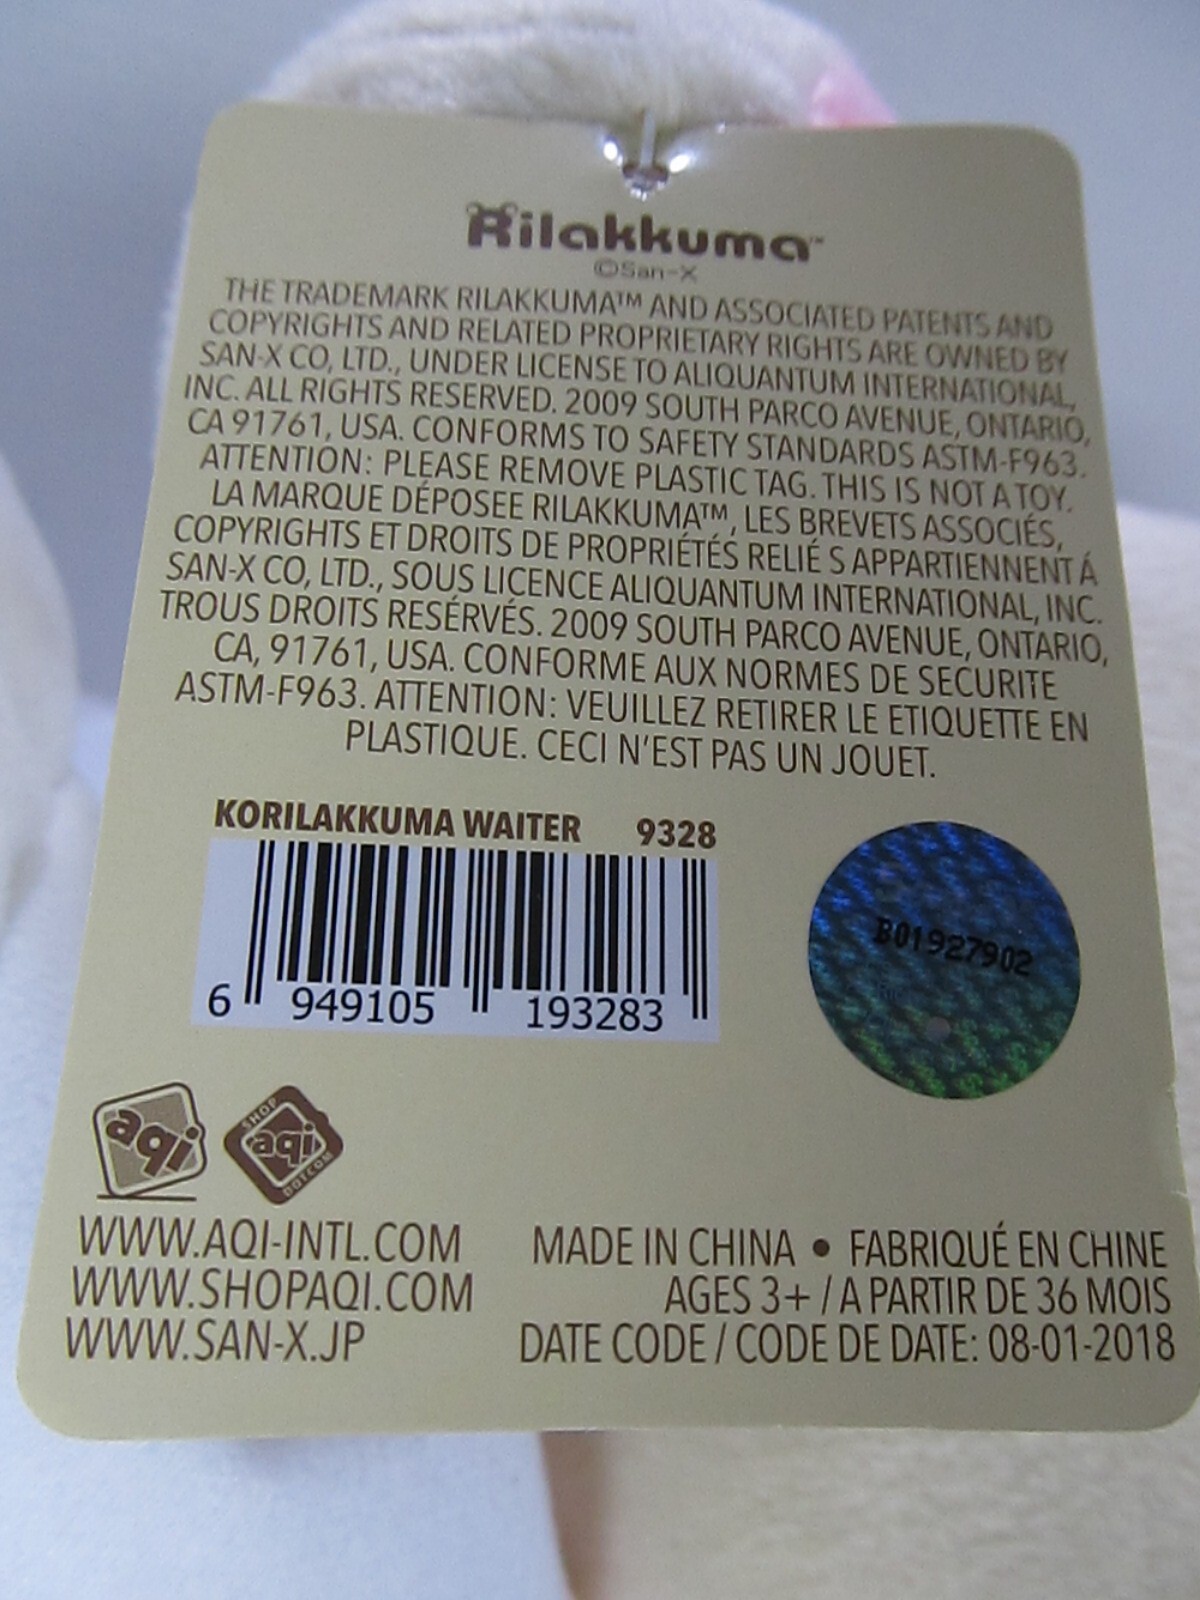 Rilakkuma™
©San-X
THE TRADEMARK RILAKKUMA™ AND ASSOCIATED PATENTS AND
COPYRIGHTS AND RELATED PROPRIETARY RIGHTS ARE OWNED BY
SAN-X CO, LTD., UNDER LICENSE TO ALIQUANTUM INTERNATIONAL,
INC. ALL RIGHTS RESERVED. 2009 SOUTH PARCO AVENUE, ONTARIO,
CA 91761, USA. CONFORMS TO SAFETY STANDARDS ASTM-F963.
ATTENTION: PLEASE REMOVE PLASTIC TAG. THIS IS NOT A TOY.
LA MARQUE DÉPOSEE RILAKKUMA™, LES BREVETS ASSOCIÉS,
COPYRIGHTS ET DROITS DE PROPRIÉTÉS RELIÉ S APPARTIENNENT Á
SAN-X CO, LTD., SOUS LICENCE ALIQUANTUM INTERNATIONAL, INC.
TROUS DROITS RESÉRVÉS. 2009 SOUTH PARCO AVENUE, ONTARIO,
CA, 91761, USA. CONFORME AUX NORMES DE SECURITE
ASTM-F963. ATTENTION: VEUILLEZ RETIRER LE ETIQUETTE EN
PLASTIQUE. CECI N'EST PAS UN JOUET.
KORILAKKUMA WAITER 9328
6 949105 193283
B01927902
aqi
SHOP aqi DOTCOM
WWW.AQI-INTL.COM
WWW.SHOPAQI.COM
WWW.SAN-X.JP
MADE IN CHINA • FABRIQUÉ EN CHINE
AGES 3+ / A PARTIR DE 36 MOIS
DATE CODE / CODE DE DATE: 08-01-2018